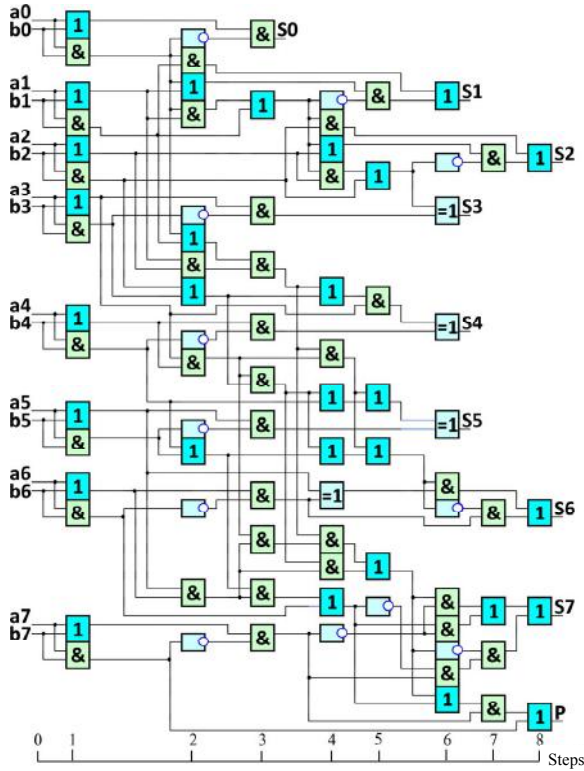 a0 1 & S0
b0 &
& 1 &
a1 1 & 1 S1
b1 & 1
& &
a2 1 1 & 1 S2
b2 & & 1
a3 1 & =1 S3
b3 &
1
& &
1 1 &
a4 1 & =1 S4
b4 & & &
&
1 1
a5 1 & =1 S5
b5 & 1 1 1
a6 1 & =1 &
b6 & & 1 S6
& &
& 1
& & 1 &
a7 1 & & 1 1 S7
b7 & & &
1 & 1 P
0 1 2 3 4 5 6 7 8 Steps